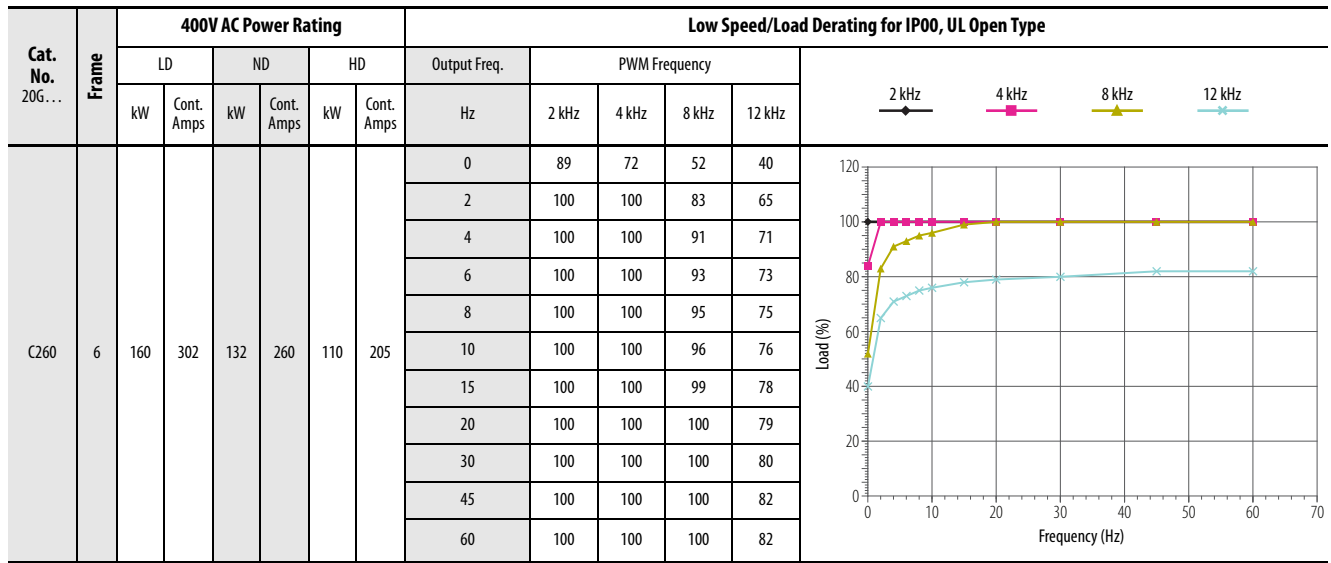 400V AC Power Rating Low Speed/Load Derating for IP00, UL Open Type
Cat. No. 20G… Frame LD ND HD Output Freq. PWM Frequency
kW Cont. Amps kW Cont. Amps kW Cont. Amps Hz 2 kHz 4 kHz 8 kHz 12 kHz
2 kHz 4 kHz 8 kHz 12 kHz
C260 6 160 302 132 260 110 205
0 89 72 52 40
2 100 100 83 65
4 100 100 91 71
6 100 100 93 73
8 100 100 95 75
10 100 100 96 76
15 100 100 99 78
20 100 100 100 79
30 100 100 100 80
45 100 100 100 82
60 100 100 100 82
Load (%)
120
100
80
60
40
20
0
0 10 20 30 40 50 60 70
Frequency (Hz)